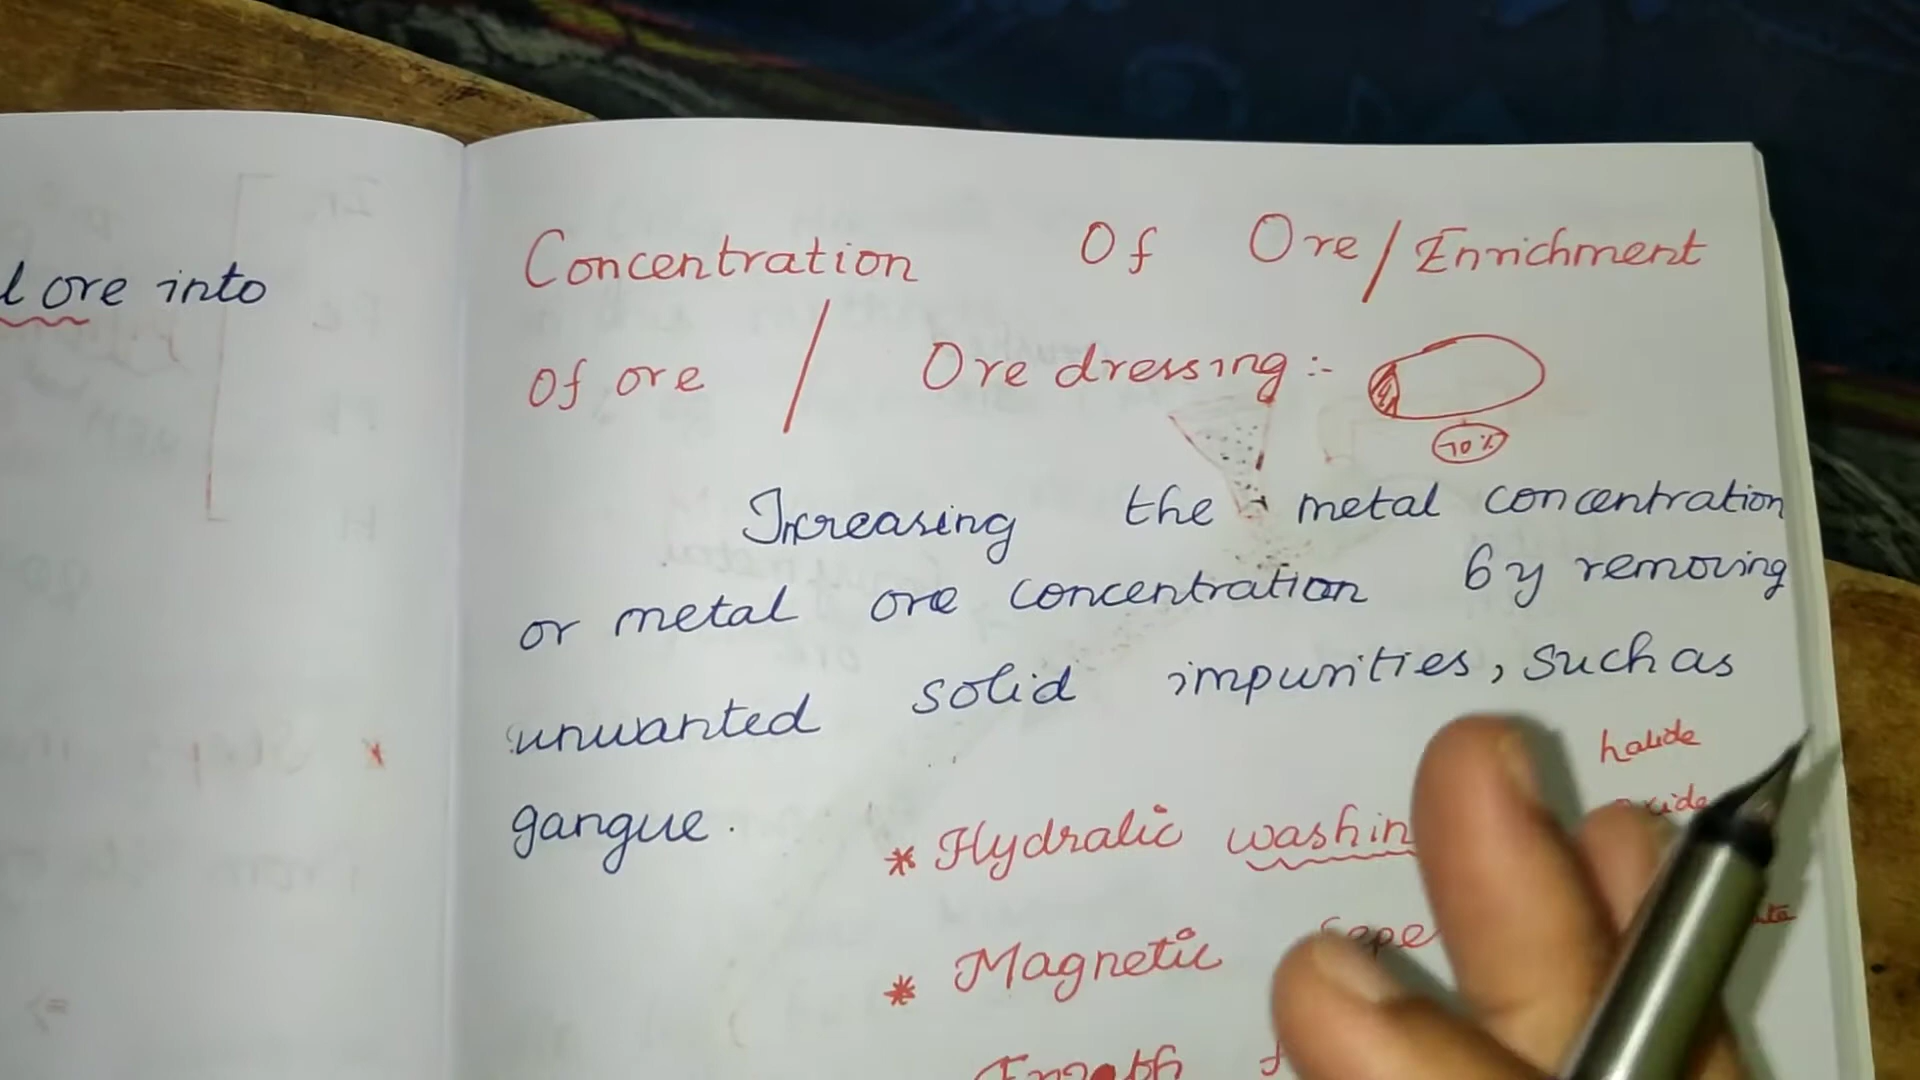 l ore into
Concentration Of Ore / Enrichment
Of ore / Ore dressing :-
70%
Increasing the metal concentration
or metal ore concentration by removing
unwanted solid impurities, such as
gangue.
halide
* Hydralic washin
* Magnetic Sepe